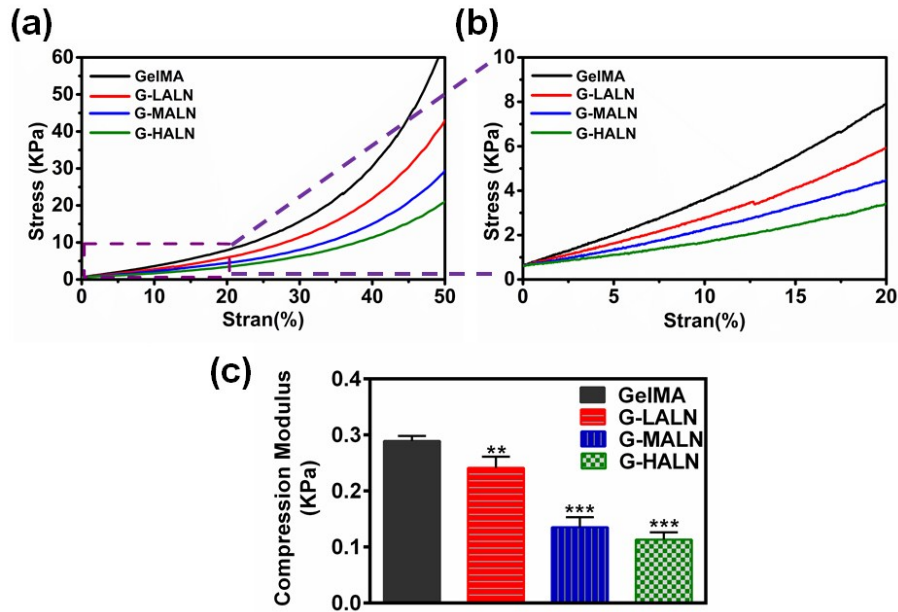 (a)
(b)
60
50
40
30
20
10
0
Stress (KPa)
GelMA
G-LALN
G-MALN
G-HALN
0
10
20
30
40
50
Stran(%)
10
8
6
4
2
0
Stress (KPa)
GelMA
G-LALN
G-MALN
G-HALN
0
5
10
15
20
Stran(%)
(c)
Compression Modulus
(KPa)
0.4
0.3
0.2
0.1
0.0
**
***
***
GelMA
G-LALN
G-MALN
G-HALN